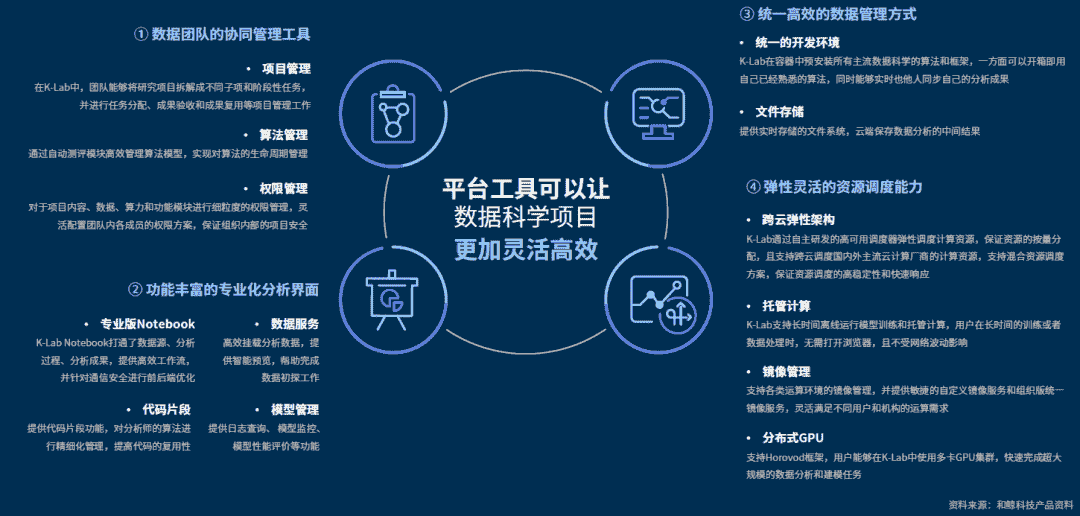 ① 数据团队的协同管理工具
• 项目管理
在K-Lab中，团队能够将研究项目拆解成不同子项和阶段性任务，
并进行任务分配、成果验收和成果复用等项目管理工作
• 算法管理
通过自动测评模块高效管理算法模型，实现对算法的生命周期管理
• 权限管理
对于项目内容、数据、算力和功能模块进行细粒度的权限管理，灵
活配置团队内各成员的权限方案，保证组织内部的项目安全
② 功能丰富的专业化分析界面
• 专业版Notebook
K-Lab Notebook打通了数据源、分析
过程、分析成果，提供高效工作流，
并针对通信安全进行前后端优化
• 数据服务
高效挂载分析数据，提
供智能预览，帮助完成
数据初探工作
• 代码片段
提供代码片段功能，对分析师的算法进
行精细化管理，提高代码的复用性
• 模型管理
提供日志查询、模型监控、
模型性能评价等功能
平台工具可以让
数据科学项目
更加灵活高效
③ 统一高效的数据管理方式
• 统一的开发环境
K-Lab在容器中预安装所有主流数据科学的算法和框架，一方面可以开箱即用
自己已经熟悉的算法，同时能够实时也他人同步自己的分析成果
• 文件存储
提供实时存储的文件系统，云端保存数据分析的中间结果
④ 弹性灵活的资源调度能力
• 跨云弹性架构
K-Lab通过自主研发的高可用调度器弹性调度计算资源，保证资源的按量分
配，且支持跨云调度国内外主流云计算厂商的计算资源，支持混合资源调度
方案，保证资源调度的高稳定性和快速响应
• 托管计算
K-Lab支持长时间离线运行模型训练和托管计算，用户在长时间的训练或者
数据处理时，无需打开浏览器，且不受网络波动影响
• 镜像管理
支持各类运算环境的镜像管理，并提供敏捷的自定义镜像服务和组织版统一
镜像服务，灵活满足不同用户和机构的运算需求
• 分布式GPU
支持Horovod框架，用户能够在K-Lab中使用多卡GPU集群，快速完成超大
规模的数据分析和建模任务
资料来源：和鲸科技产品资料